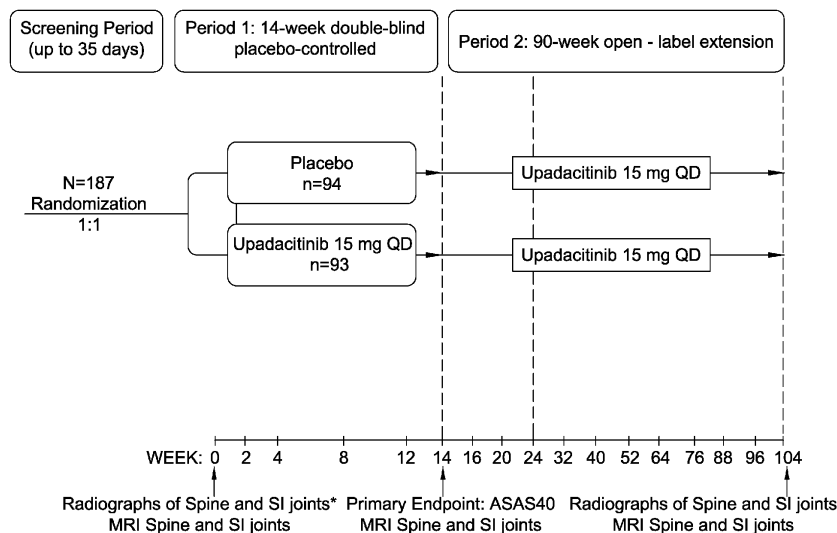 Screening Period
(up to 35 days)
Period 1: 14-week double-blind
placebo-controlled
Period 2: 90-week open - label extension
N=187
Randomization
1:1
Placebo
n=94
Upadacitinib 15 mg QD
Upadacitinib 15 mg QD
n=93
Upadacitinib 15 mg QD
WEEK: 0 2 4 8 12 14 16 20 24 32 40 52 64 76 88 96 104
Radiographs of Spine and SI joints*
MRI Spine and SI joints
Primary Endpoint: ASAS40
MRI Spine and SI joints
Radiographs of Spine and SI joints
MRI Spine and SI joints